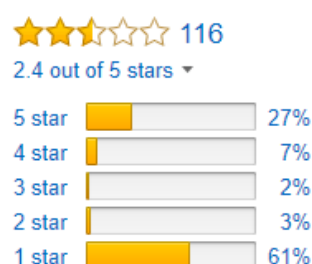 116
2.4 out of 5 stars
5 star 27%
4 star 7%
3 star 2%
2 star 3%
1 star 61%